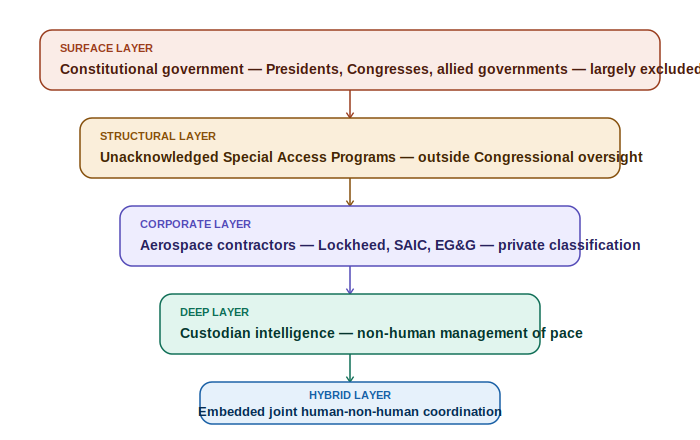 SURFACE LAYER
Constitutional government — Presidents, Congresses, allied governments — largely excluded
STRUCTURAL LAYER
Unacknowledged Special Access Programs — outside Congressional oversight
CORPORATE LAYER
Aerospace contractors — Lockheed, SAIC, EG&G — private classification
DEEP LAYER
Custodian intelligence — non-human management of pace
HYBRID LAYER
Embedded joint human-non-human coordination